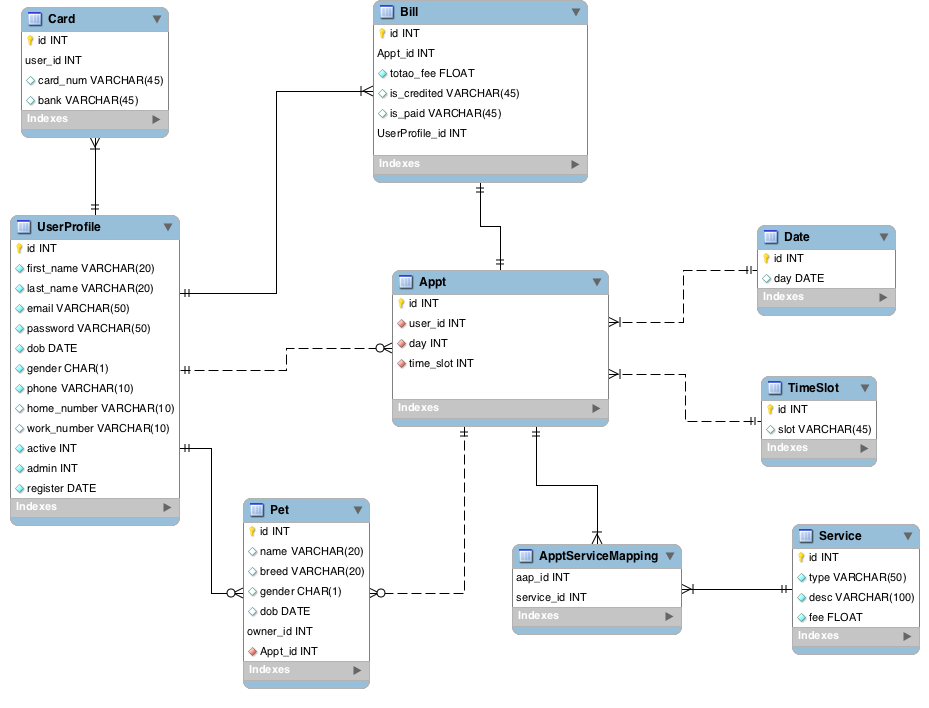 Card
id INT
user_id INT
card_num VARCHAR(45)
bank VARCHAR(45)
Indexes
Bill
id INT
Appt_id INT
totao_fee FLOAT
is_credited VARCHAR(45)
is_paid VARCHAR(45)
UserProfile_id INT
Indexes
UserProfile
id INT
first_name VARCHAR(20)
last_name VARCHAR(20)
email VARCHAR(50)
password VARCHAR(50)
dob DATE
gender CHAR(1)
phone VARCHAR(10)
home_number VARCHAR(10)
work_number VARCHAR(10)
active INT
admin INT
register DATE
Indexes
Appt
id INT
user_id INT
day INT
time_slot INT
Indexes
Date
id INT
day DATE
Indexes
TimeSlot
id INT
slot VARCHAR(45)
Indexes
Pet
id INT
name VARCHAR(20)
breed VARCHAR(20)
gender CHAR(1)
dob DATE
owner_id INT
Appt_id INT
Indexes
ApptServiceMapping
aap_id INT
service_id INT
Indexes
Service
id INT
type VARCHAR(50)
desc VARCHAR(100)
fee FLOAT
Indexes